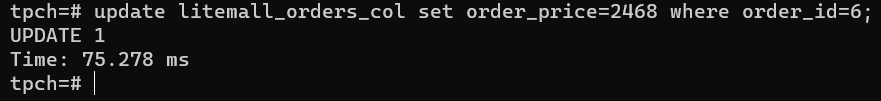 tpch=# update litemall_orders_col set order_price=2468 where order_id=6;
UPDATE 1
Time: 75.278 ms
tpch=#